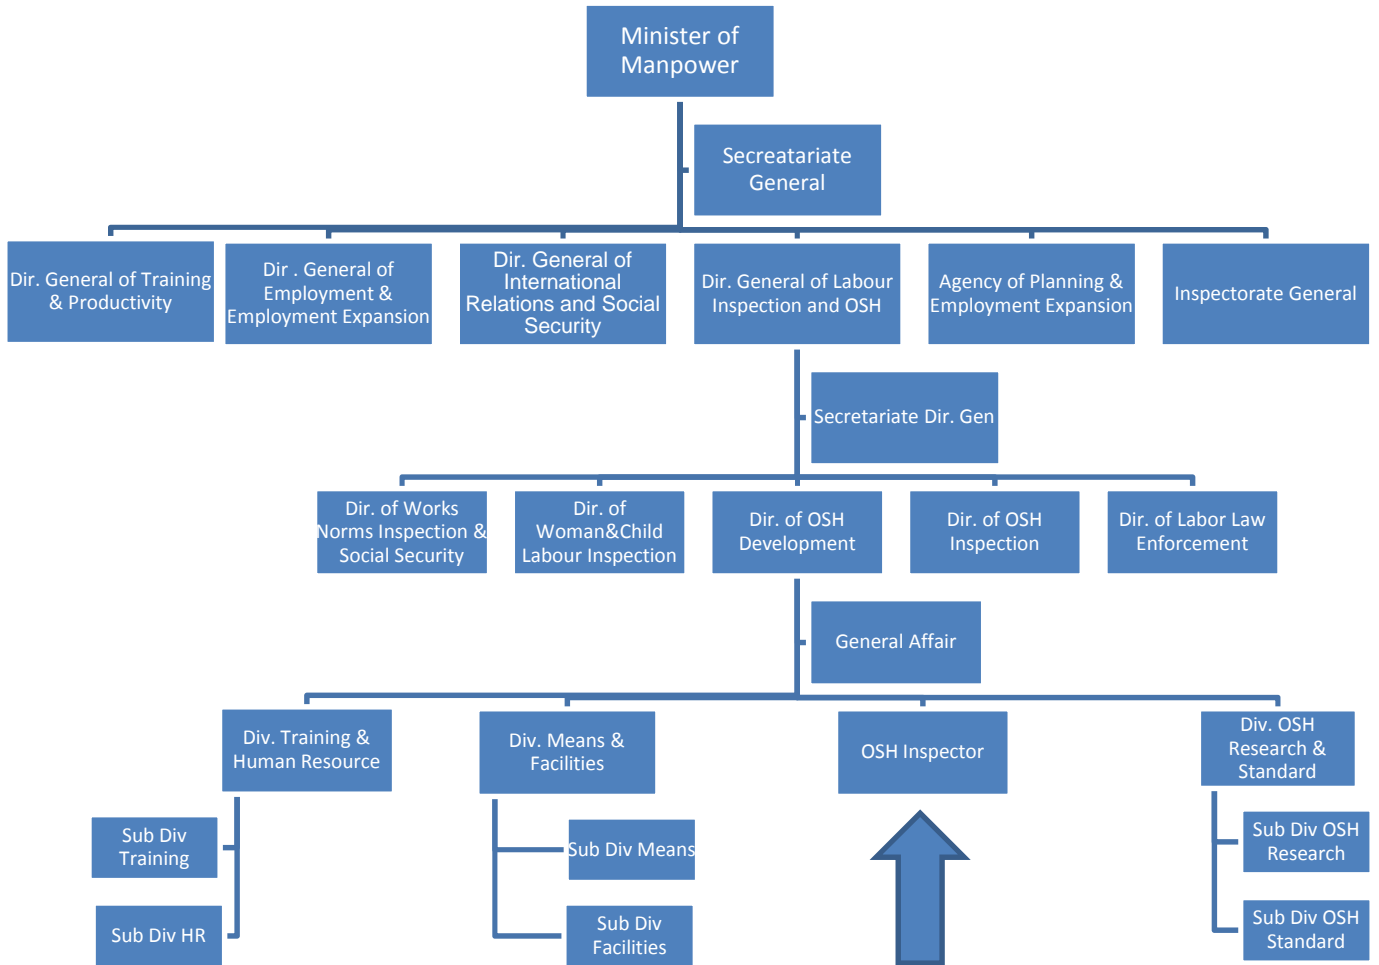 Minister of
Manpower
Secreatariate
General
Dir. General of Training
& Productivity
Dir . General of
Employment &
Employment Expansion
Dir. General of
International
Relations and Social
Security
Dir. General of Labour
Inspection and OSH
Agency of Planning &
Employment Expansion
Inspectorate General
Secretariate Dir. Gen
Dir. of Works
Norms Inspection &
Social Security
Dir. of
Woman&Child
Labour Inspection
Dir. of OSH
Development
Dir. of OSH
Inspection
Dir. of Labor Law
Enforcement
General Affair
Div. Training &
Human Resource
Div. Means &
Facilities
OSH Inspector
Div. OSH
Research &
Standard
Sub Div
Training
Sub Div Means
Sub Div OSH
Research
Sub Div HR
Sub Div
Facilities
Sub Div OSH
Standard